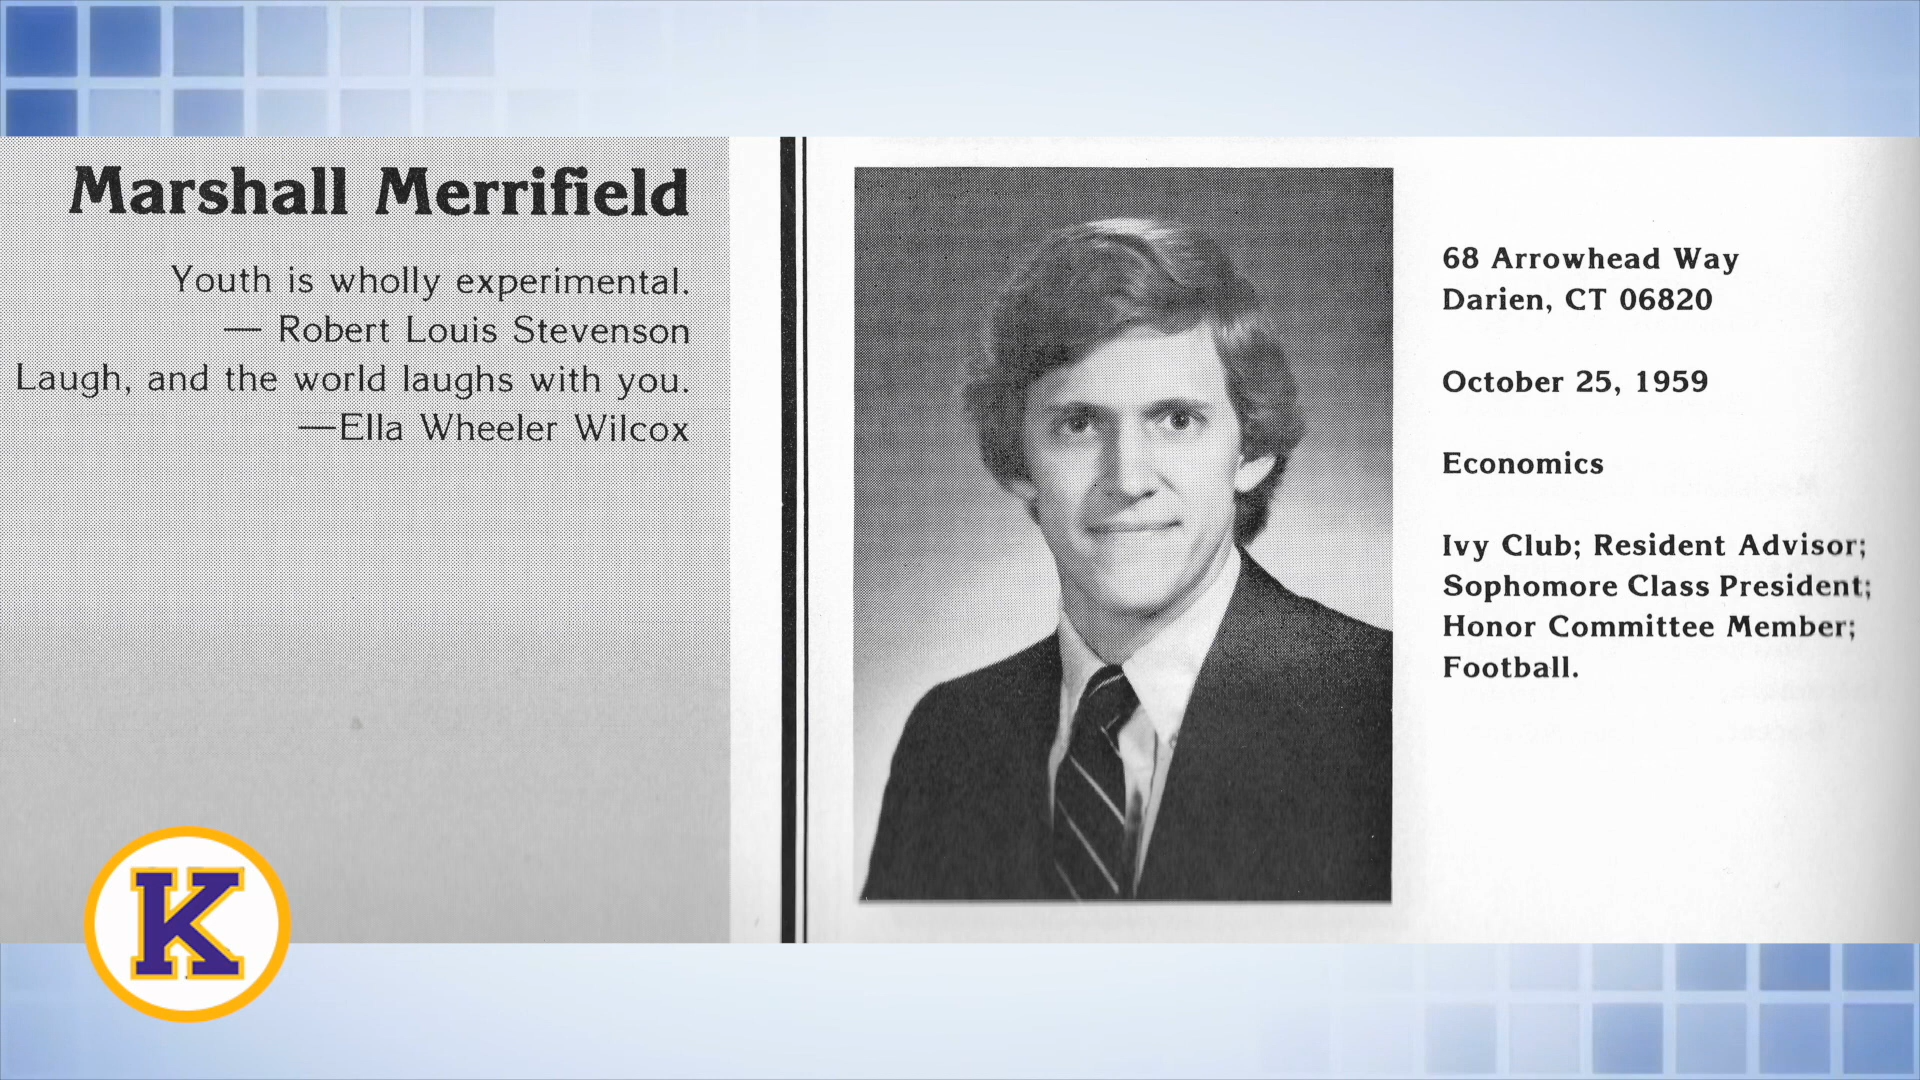 Marshall Merrifield
Youth is wholly experimental.
— Robert Louis Stevenson
Laugh, and the world laughs with you.
—Ella Wheeler Wilcox
68 Arrowhead Way
Darien, CT 06820
October 25, 1959
Economics
Ivy Club; Resident Advisor;
Sophomore Class President;
Honor Committee Member;
Football.
K